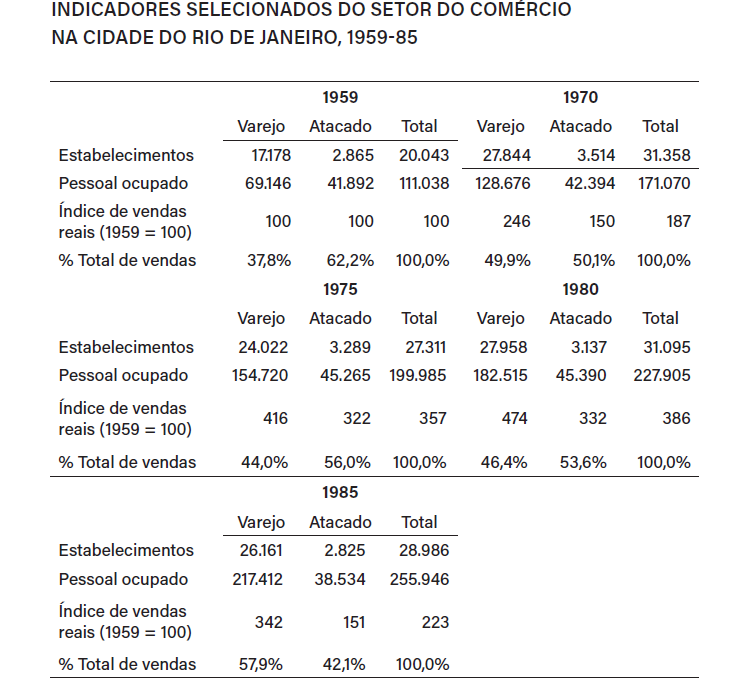 INDICADORES SELECIONADOS DO SETOR DO COMÉRCIO
NA CIDADE DO RIO DE JANEIRO, 1959-85
1959 1970
Varejo Atacado Total Varejo Atacado Total
Estabelecimentos 17.178 2.865 20.043 27.844 3.514 31.358
Pessoal ocupado 69.146 41.892 111.038 128.676 42.394 171.070
Índice de vendas
reais (1959 = 100) 100 100 100 246 150 187
% Total de vendas 37,8% 62,2% 100,0% 49,9% 50,1% 100,0%
1975 1980
Varejo Atacado Total Varejo Atacado Total
Estabelecimentos 24.022 3.289 27.311 27.958 3.137 31.095
Pessoal ocupado 154.720 45.265 199.985 182.515 45.390 227.905
Índice de vendas
reais (1959 = 100) 416 322 357 474 332 386
% Total de vendas 44,0% 56,0% 100,0% 46,4% 53,6% 100,0%
1985
Varejo Atacado Total
Estabelecimentos 26.161 2.825 28.986
Pessoal ocupado 217.412 38.534 255.946
Índice de vendas
reais (1959 = 100) 342 151 223
% Total de vendas 57,9% 42,1% 100,0%